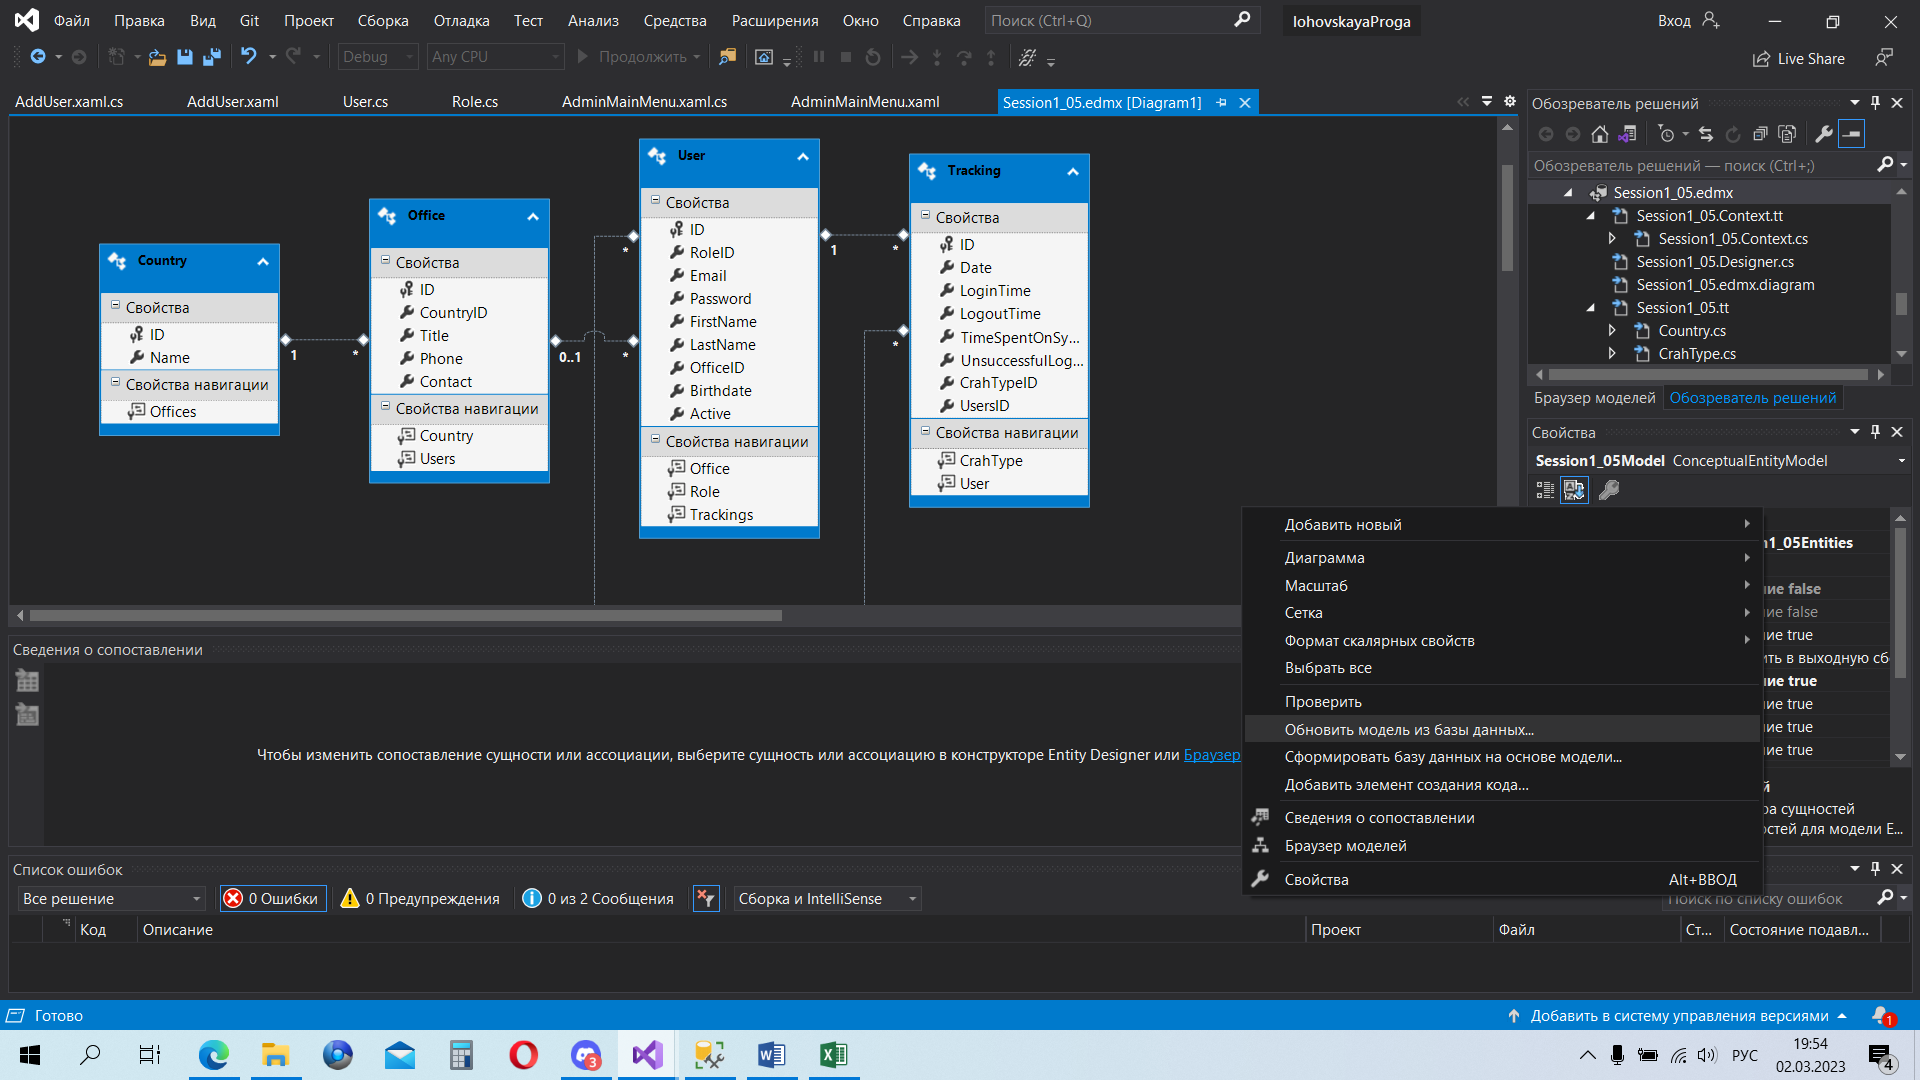 Файл Правка Вид Git Проект Сборка Отладка Тест Анализ Средства Расширения Окно Справка Поиск (Ctrl+Q) lohovskayaProga Вход
Debug Any CPU Продолжить Live Share
AddUser.xaml.cs AddUser.xaml User.cs Role.cs AdminMainMenu.xaml.cs AdminMainMenu.xaml Session1_05.edmx [Diagram1]
Country
Свойства
ID
Name
Свойства навигации
Offices
1
*
Office
Свойства
ID
CountryID
Title
Phone
Contact
Свойства навигации
Country
Users
0..1
*
*
User
Свойства
ID
RoleID
Email
Password
FirstName
LastName
OfficeID
Birthdate
Active
Свойства навигации
Office
Role
Trackings
1
*
*
Tracking
Свойства
ID
Date
LoginTime
LogoutTime
TimeSpentOnSy...
UnsuccessfulLog...
CrahTypeID
UsersID
Свойства навигации
CrahType
User
Обозреватель решений
Обозреватель решений — поиск (Ctrl+;)
Session1_05.edmx
Session1_05.Context.tt
Session1_05.Context.cs
Session1_05.Designer.cs
Session1_05.edmx.diagram
Session1_05.tt
Country.cs
CrahType.cs
Браузер моделей Обозреватель решений
Свойства
Session1_05Model ConceptualEntityModel
n1_05Entities
ие false
ие false
ие true
ить в выходную сб
ие true
ие true
ие true
ие true
й
ра сущностей
стей для модели E...
Добавить новый
Диаграмма
Масштаб
Сетка
Формат скалярных свойств
Выбрать все
Проверить
Обновить модель из базы данных...
Сформировать базу данных на основе модели...
Добавить элемент создания кода...
Сведения о сопоставлении
Браузер моделей
Свойства Alt+ВВОД
Сведения о сопоставлении
Чтобы изменить сопоставление сущности или ассоциации, выберите сущность или ассоциацию в конструкторе Entity Designer или Браузер
Список ошибок
Все решение 0 Ошибки 0 Предупреждения 0 из 2 Сообщения Сборка и IntelliSense Поиск по списку ошибок
Код Описание Проект Файл Ст... Состояние подавл...
Готово Добавить в систему управления версиями 1
3 РУС 19:54
02.03.2023 4